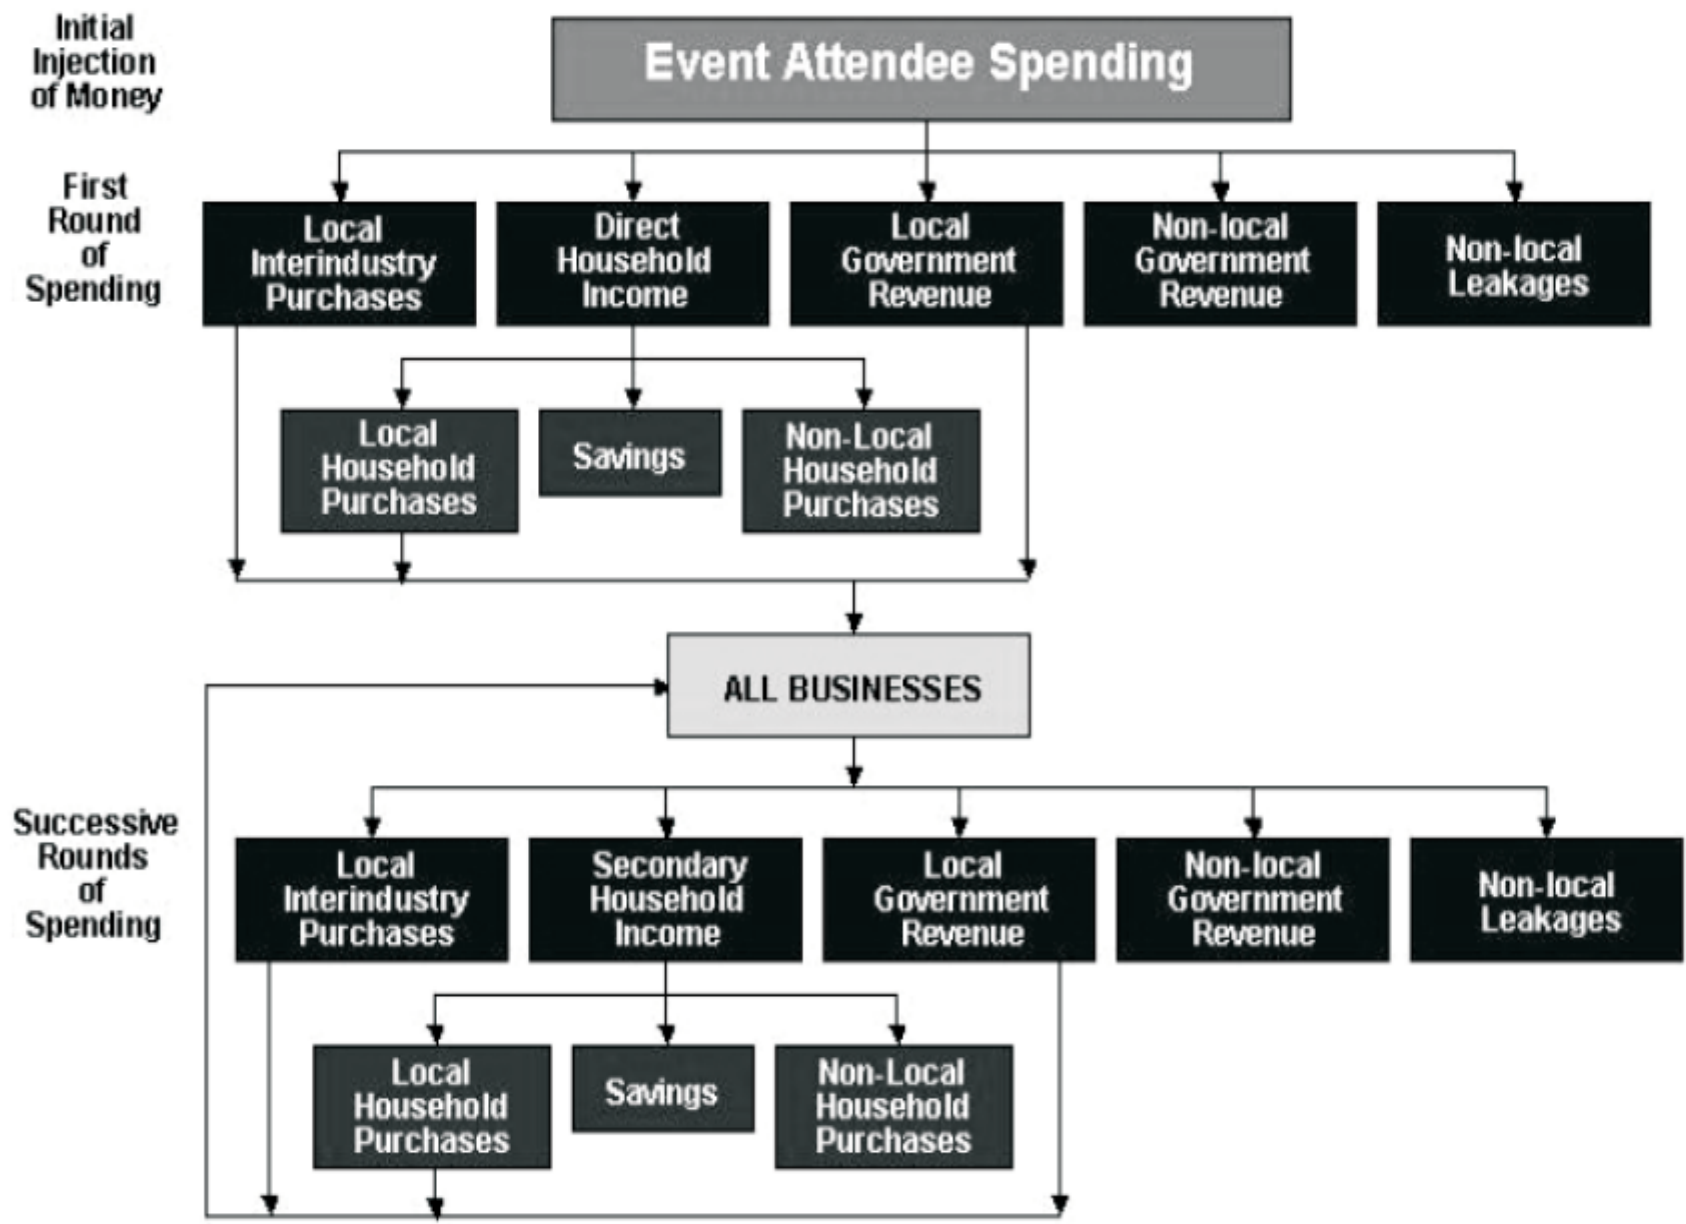 Initial
Injection
of Money
Event Attendee Spending
First
Round
of
Spending
Local
Interindustry
Purchases
Direct
Household
Income
Local
Government
Revenue
Non-local
Government
Revenue
Non-local
Leakages
Local
Household
Purchases
Savings
Non-Local
Household
Purchases
ALL BUSINESSES
Successive
Rounds
of
Spending
Local
Interindustry
Purchases
Secondary
Household
Income
Local
Government
Revenue
Non-local
Government
Revenue
Non-local
Leakages
Local
Household
Purchases
Savings
Non-Local
Household
Purchases